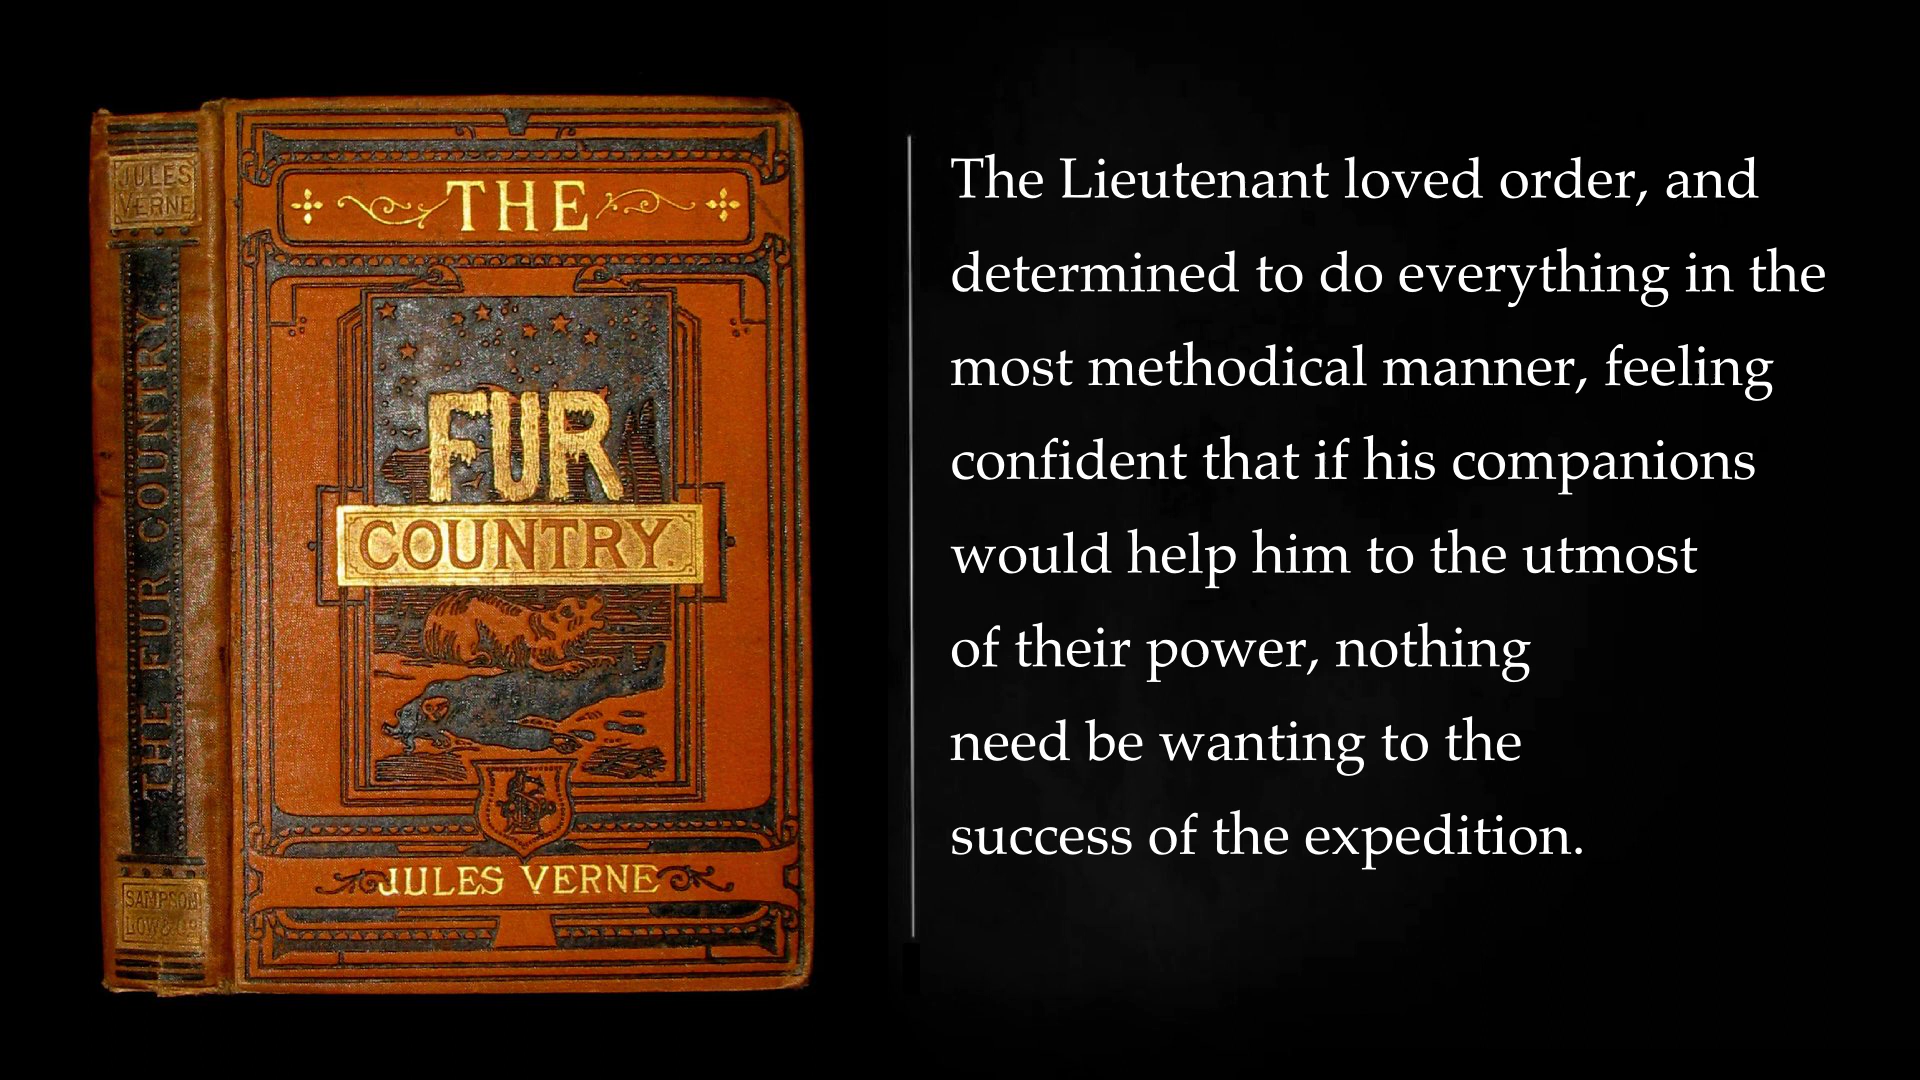 JULES
VERNE
THE FUR COUNTRY.
SAMPSON
LOW & Co
THE
FUR
COUNTRY.
JULES VERNE
The Lieutenant loved order, and
determined to do everything in the
most methodical manner, feeling
confident that if his companions
would help him to the utmost
of their power, nothing
need be wanting to the
success of the expedition.